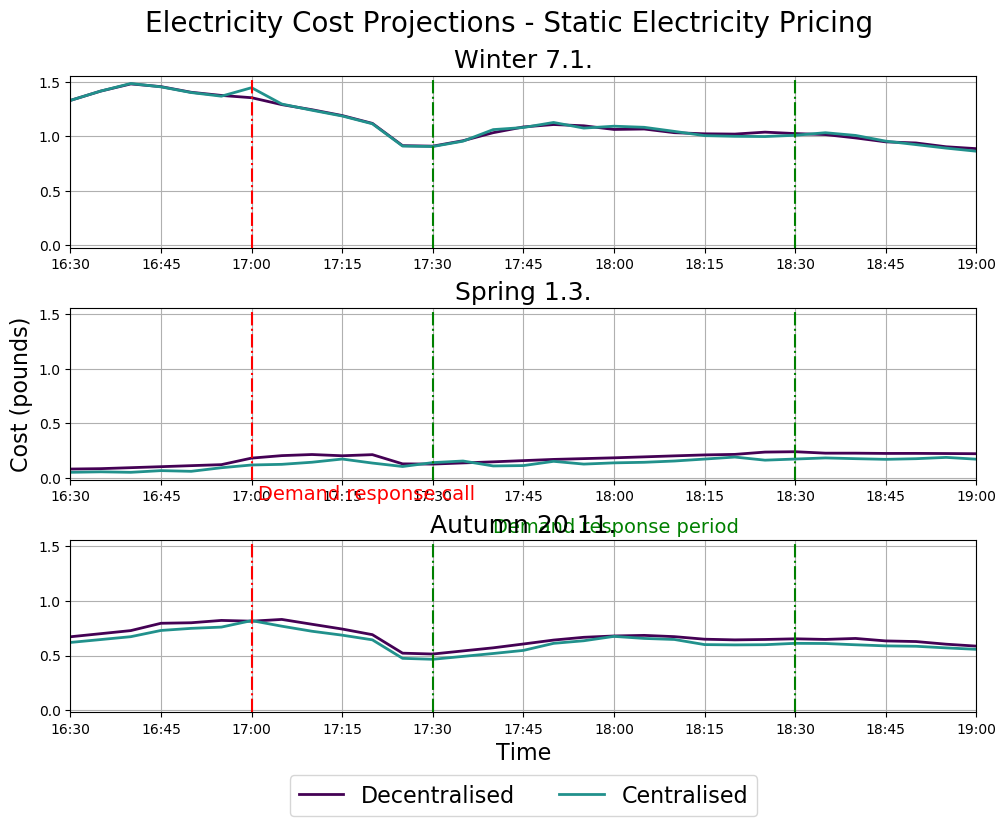 Electricity Cost Projections - Static Electricity Pricing
Winter 7.1.
1.5
1.0
0.5
0.0
16:30 16:45 17:00 17:15 17:30 17:45 18:00 18:15 18:30 18:45 19:00
Spring 1.3.
Cost (pounds)
1.5
1.0
0.5
0.0
16:30 16:45 17:00 17:15 17:30 17:45 18:00 18:15 18:30 18:45 19:00
Demand response call
Demand response period
Autumn 20.11.
1.5
1.0
0.5
0.0
16:30 16:45 17:00 17:15 17:30 17:45 18:00 18:15 18:30 18:45 19:00
Time
Decentralised Centralised